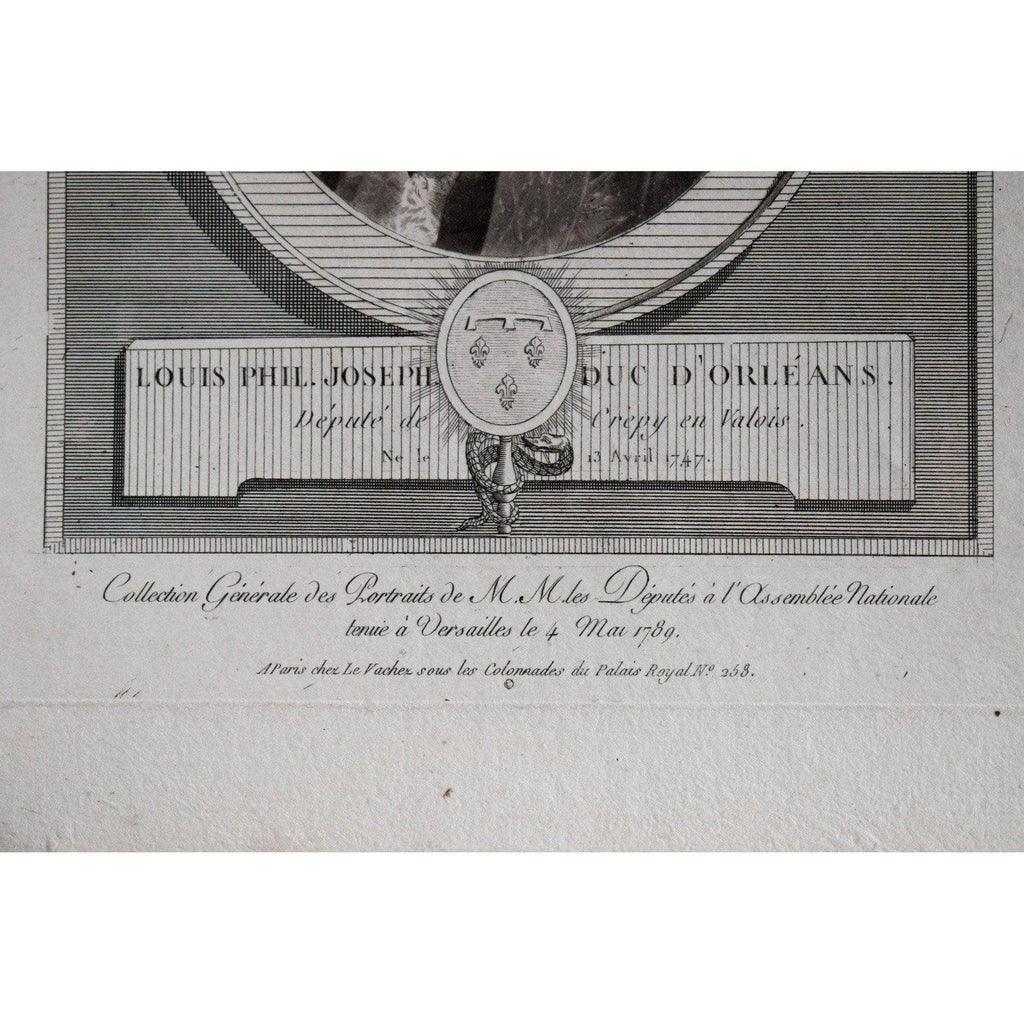 LOUIS PHIL. JOSEPH. DUC D'ORLÉANS.
Député de Crépy en Valois.
Né le 13 Avril 1747.
Collection Générale des Portraits de M.M. les Députés à l'Assemblée Nationale
tenue à Versailles le 4 Mai 1789.
A Paris chez Le Vachez sous les Colonnades du Palais Royal N.º 258.